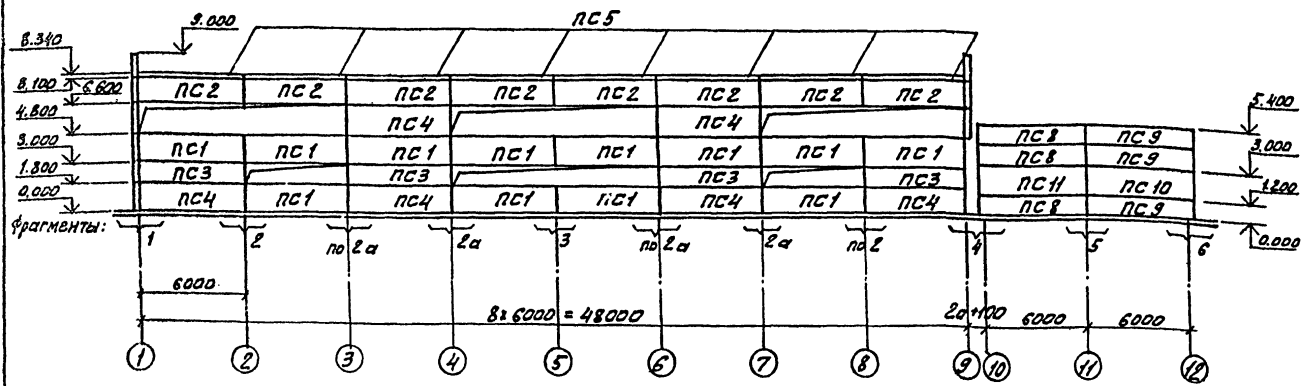 ПС5
9.000
8.340
8.100 6.600
4.800
3.000
1.800
0.000
ПС2 ПС2 ПС2 ПС2 ПС2 ПС2 ПС2 ПС2
ПС4 ПС4
ПС1 ПС1 ПС1 ПС1 ПС1 ПС1 ПС1 ПС1
ПС3 ПС3 ПС3 ПС3
ПС4 ПС1 ПС4 ПС1 ПС1 ПС4 ПС1 ПС4
ПС8 ПС9
ПС8 ПС9
ПС11 ПС10
ПС8 ПС9
5.400
3.000
1.200
0.000
Фрагменты: 1 2 по 2а 2а 3 по 2а 2а по 2 4 5 6
6000
8х6000 = 48000 2а+100 6000 6000
1 2 3 4 5 6 7 8 9 10 11 12